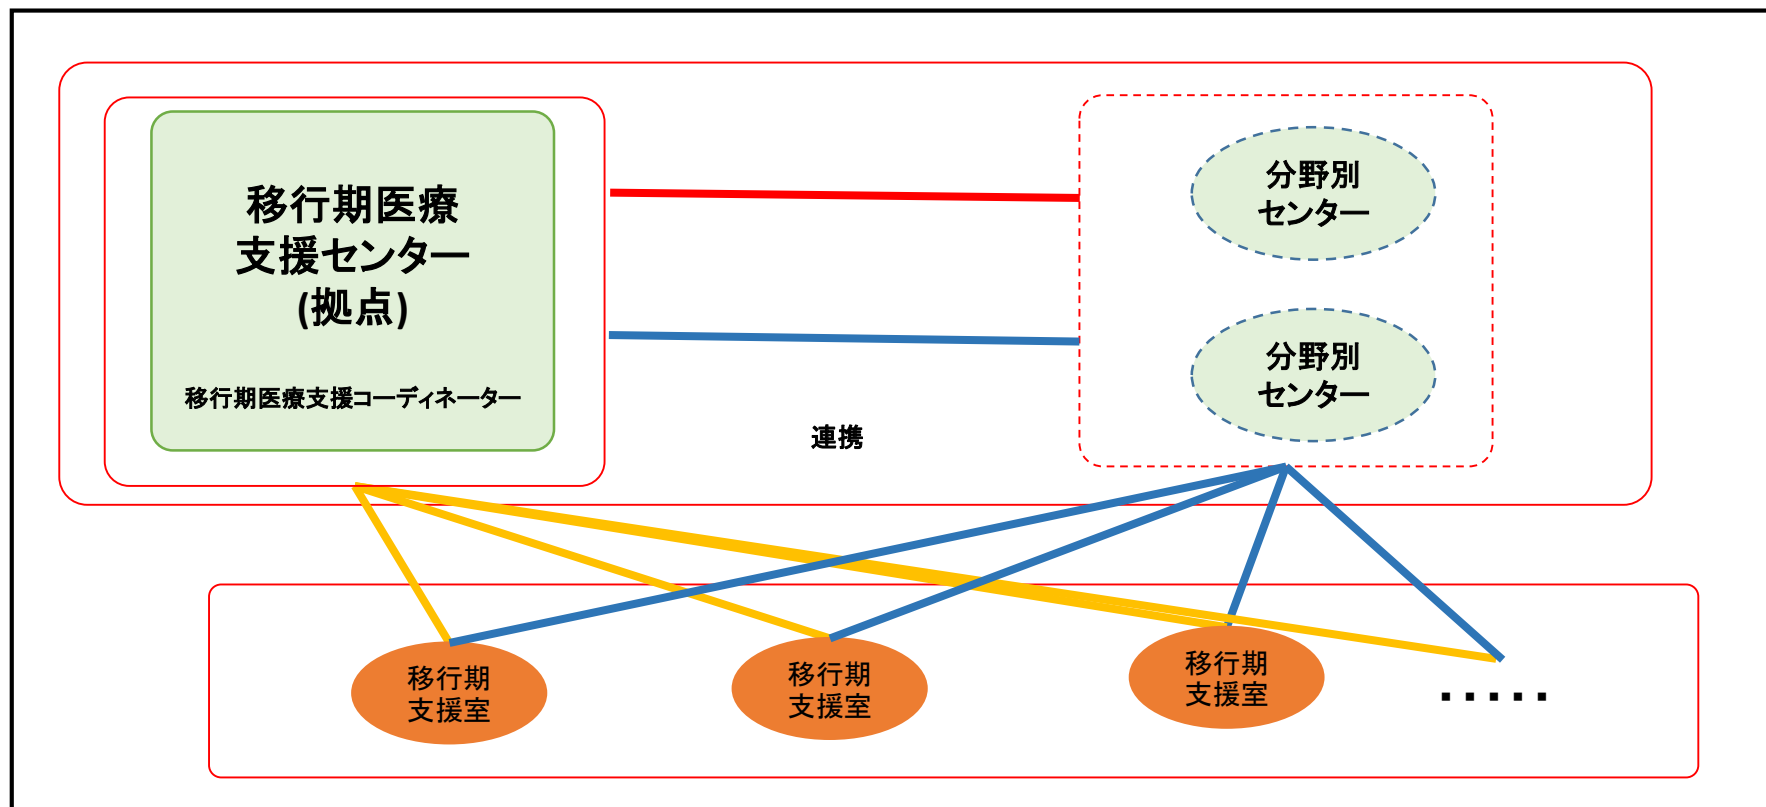 移行期医療
支援センター
(拠点)
移行期医療支援コーディネーター
分野別
センター
分野別
センター
連携
移行期
支援室
移行期
支援室
移行期
支援室
・・・・・